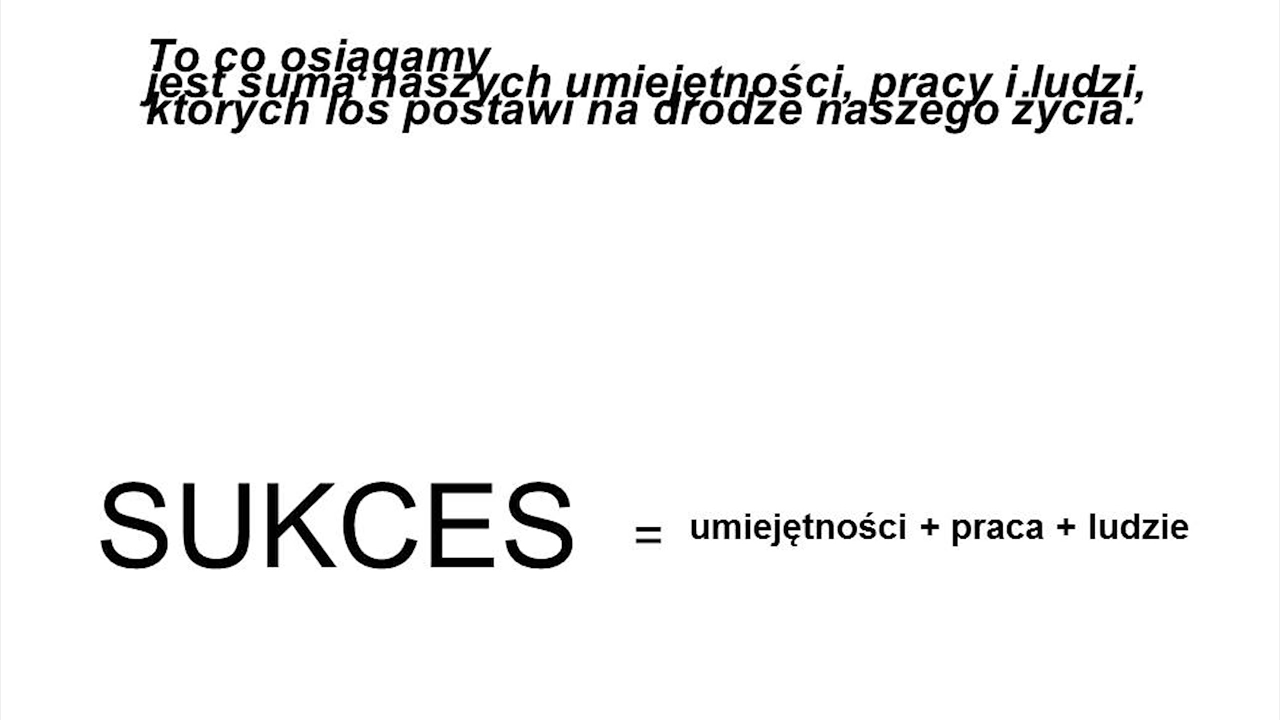 To co osiągamy
jest sumą naszych umiejętności, pracy i ludzi,
których los postawi na drodze naszego życia.
SUKCES = umiejętności + praca + ludzie